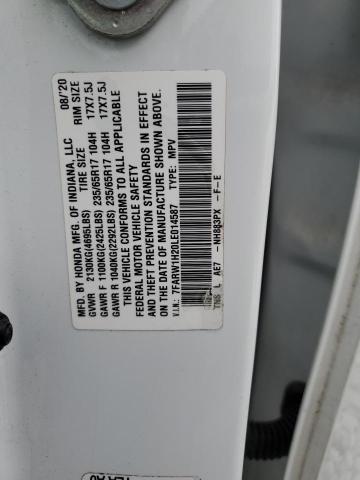 MFD. BY HONDA MFG. OF INDIANA, LLC 08/'20
TIRE SIZE RIM SIZE
GVWR 2130KG(4695LBS)
GAWR F 1100KG(2425LBS) 235/65R17 104H 17X7.5J
GAWR R 1040KG(2292LBS) 235/65R17 104H 17X7.5J
THIS VEHICLE CONFORMS TO ALL APPLICABLE
FEDERAL MOTOR VEHICLE SAFETY
AND THEFT PREVENTION STANDARDS IN EFFECT
ON THE DATE OF MANUFACTURE SHOWN ABOVE.
V.I.N.: 7FARW1H20LE014587 TYPE: MPV
TNS L AE7 -NH883PX -F-E